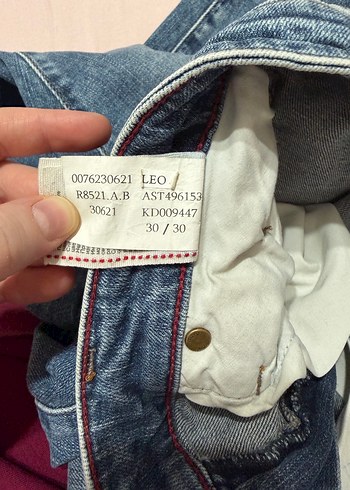 0076230621 LEO
R8521.A.B AST496153
30621 KD009447
30 / 30